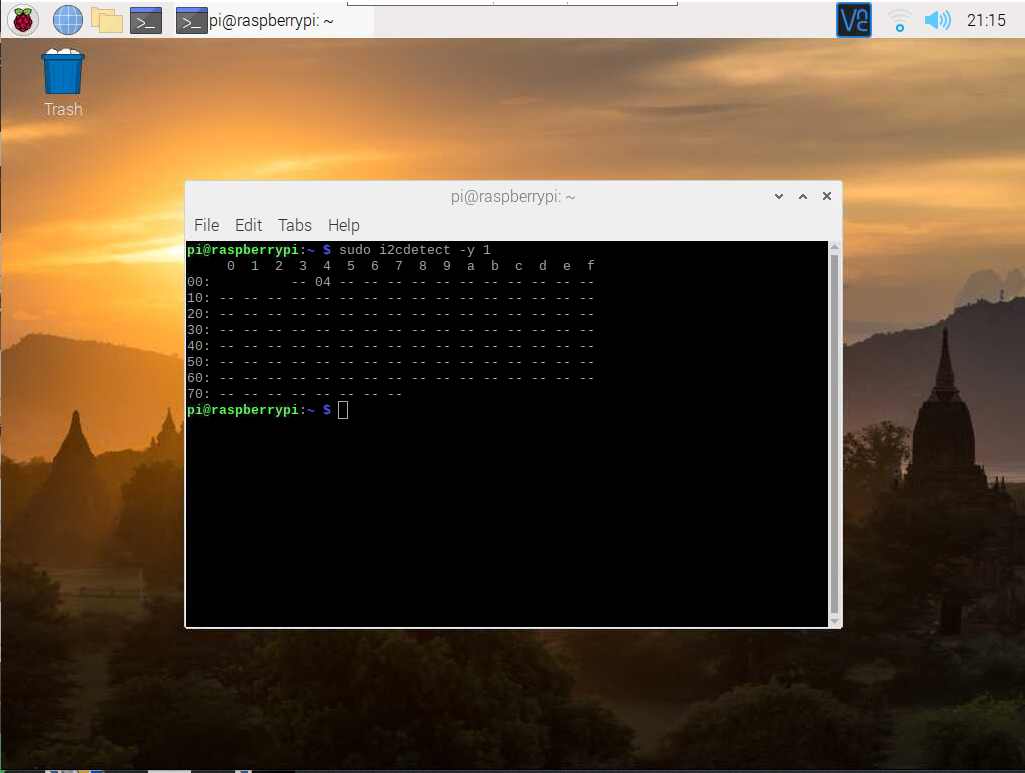 pi@raspberrypi: ~
VNC
21:15
Trash
pi@raspberrypi: ~
File Edit Tabs Help
pi@raspberrypi:~ $ sudo i2cdetect -y 1
     0  1  2  3  4  5  6  7  8  9  a  b  c  d  e  f
00:          -- 04 -- -- -- -- -- -- -- -- -- -- --
10: -- -- -- -- -- -- -- -- -- -- -- -- -- -- -- --
20: -- -- -- -- -- -- -- -- -- -- -- -- -- -- -- --
30: -- -- -- -- -- -- -- -- -- -- -- -- -- -- -- --
40: -- -- -- -- -- -- -- -- -- -- -- -- -- -- -- --
50: -- -- -- -- -- -- -- -- -- -- -- -- -- -- -- --
60: -- -- -- -- -- -- -- -- -- -- -- -- -- -- -- --
70: -- -- -- -- -- -- -- --
pi@raspberrypi:~ $